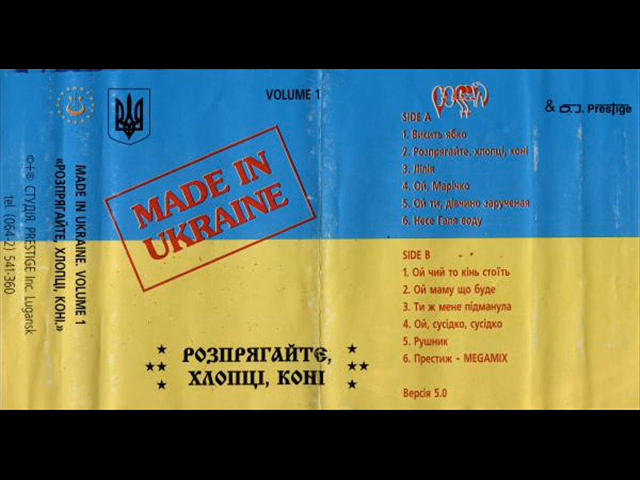 ©+® СТУДІЯ PRESTIGE Inc. Lugansk
tel. (0642) 541-360
MADE IN UKRAINE. VOLUME 1
«РОЗПРЯГАЙТЕ, ХЛОПЦІ, КОНІ.»
VOLUME 1
MADE IN
UKRAINE
РОЗПРЯГАЙТЕ,
ХЛОПЦІ, КОНІ
& D.J. Prestige
SIDE A
1. Висить ябко
2. Розпрягайте, хлопці, коні
3. Лілія
4. Ой, Марічко
5. Ой ти, дівчино зарученая
6. Несе Галя воду
SIDE B
1. Ой чий то кінь стоїть
2. Ой маму що буде
3. Ти ж мене підманула
4. Ой, сусідко, сусідко
5. Рушник
6. Престиж - MEGAMIX
Версія 5.0